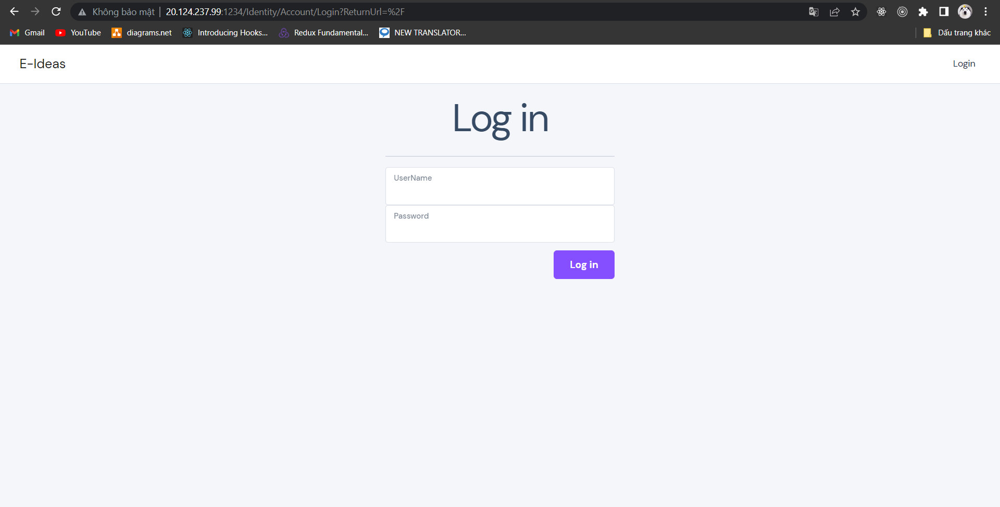 Không bảo mật | 20.124.237.99:1234/Identity/Account/Login?ReturnUrl=%2F
Gmail YouTube diagrams.net Introducing Hooks... Redux Fundamental... NEW TRANSLATOR... Dấu trang khác
E-Ideas Login
Log in
UserName
Password
Log in